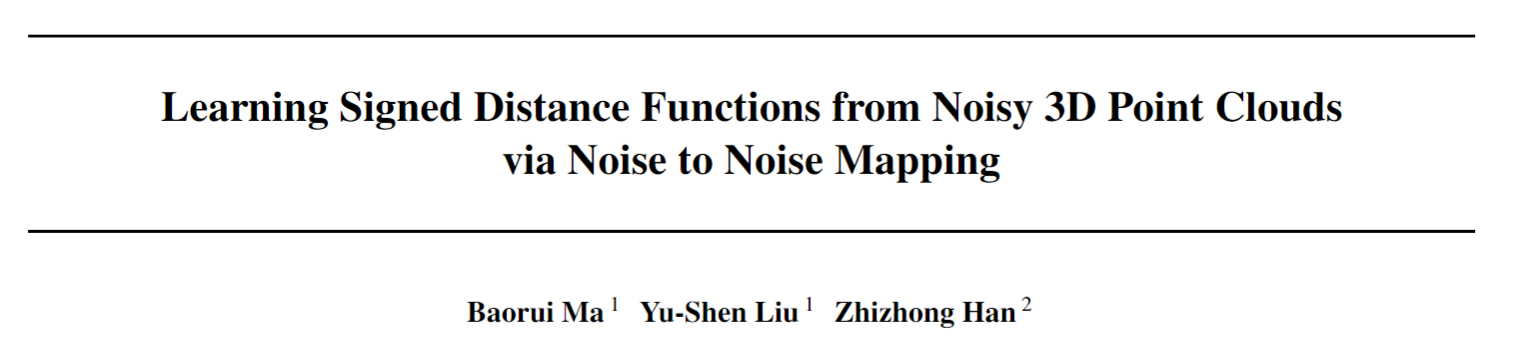 Learning Signed Distance Functions from Noisy 3D Point Clouds
via Noise to Noise Mapping
Baorui Ma 1 Yu-Shen Liu 1 Zhizhong Han 2